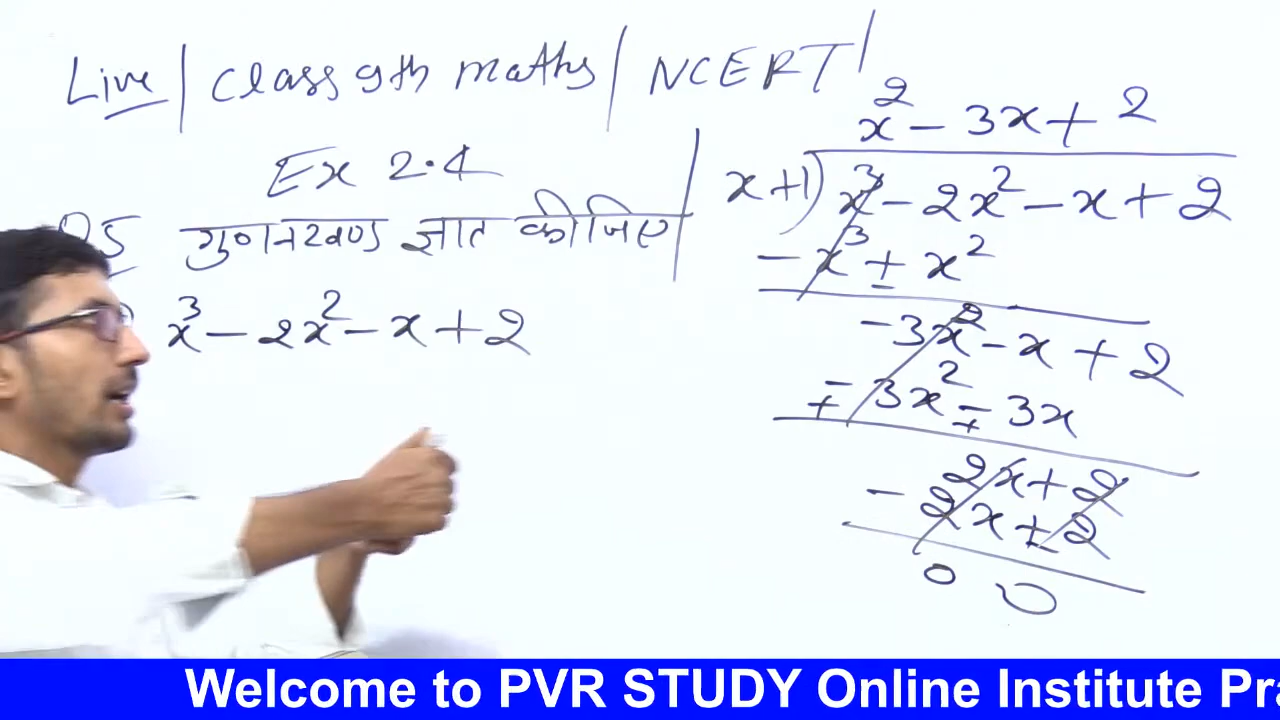 Live / Class 9th maths / NCERT /
Ex 2.4
Q5 गुणनखण्ड ज्ञात कीजिए
x³ - 2x² - x + 2
x² - 3x + 2
x+1) x³ - 2x² - x + 2
- x³ ± x²
-3x² - x + 2
∓ 3x² ∓ 3x
2x + 2
- 2x ± 2
0 0
Welcome to PVR STUDY Online Institute Pra